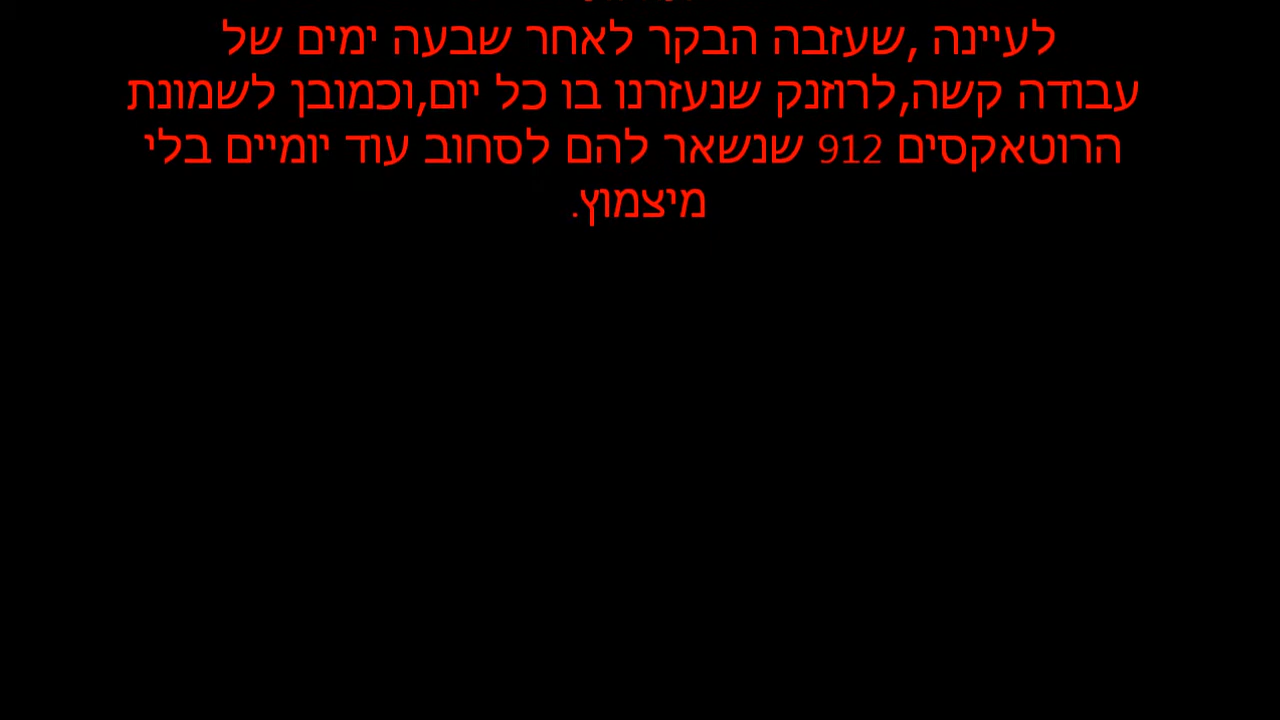 לעיינה ,שעזבה הבקר לאחר שבעה ימים של
עבודה קשה,לרוזנק שנעזרנו בו כל יום,וכמובן לשמונת
הרוטאקסים 912 שנשאר להם לסחוב עוד יומיים בלי
מיצמוץ.